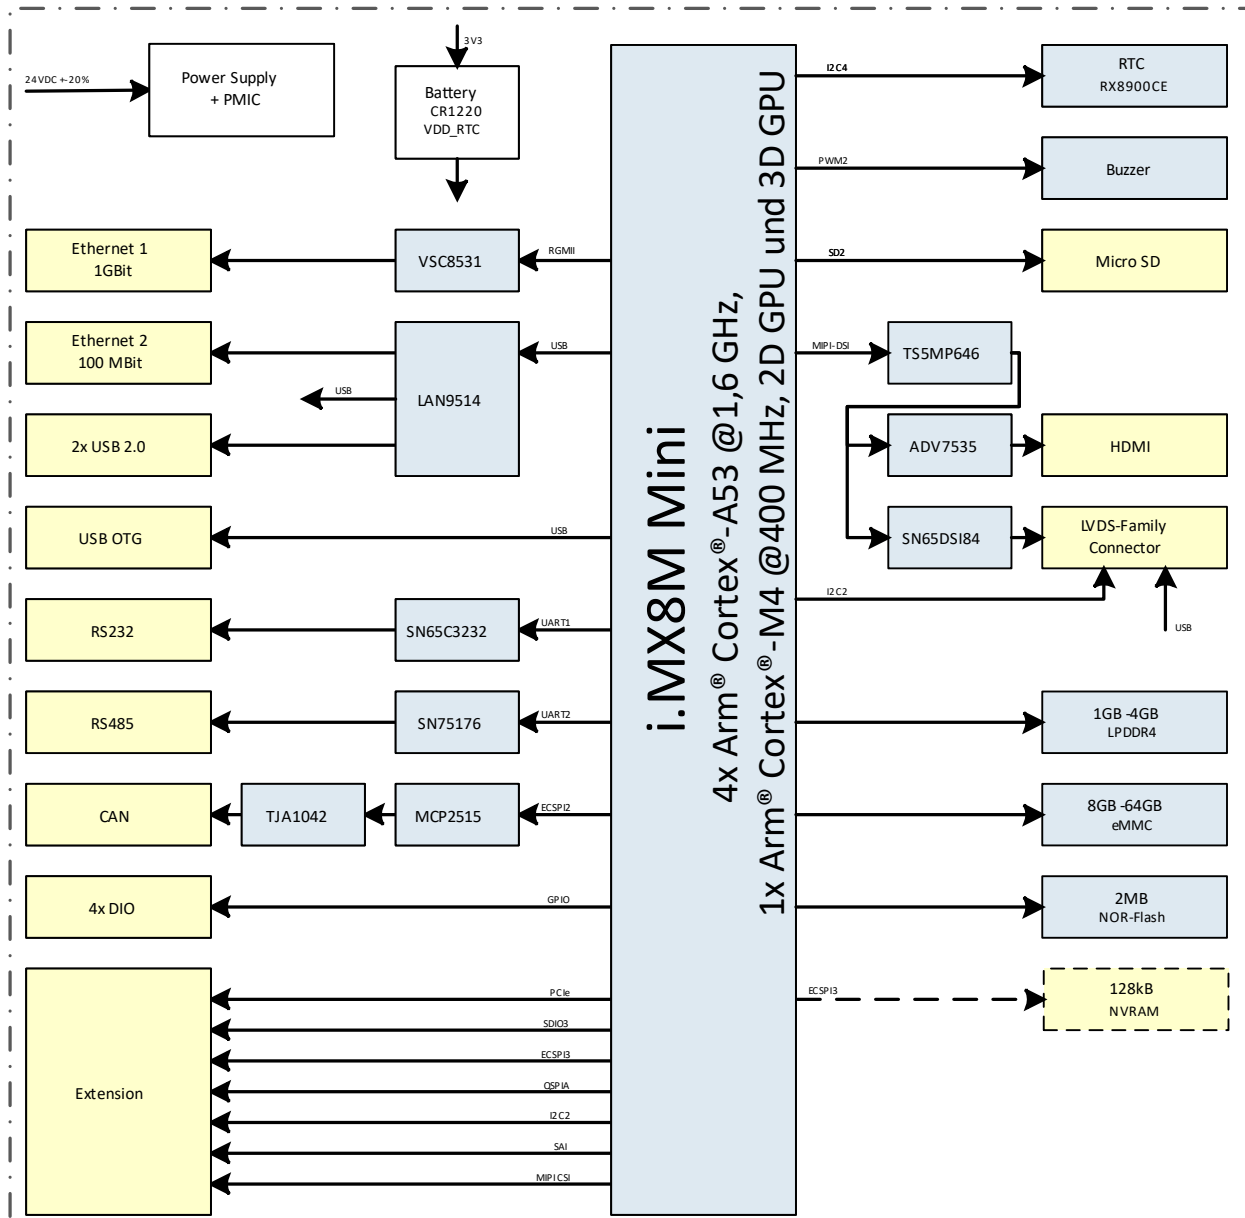 24VDC +-20%
Power Supply
+ PMIC
3V3
Battery
CR1220
VDD_RTC
Ethernet 1
1GBit
VSC8531
RGMII
Ethernet 2
100 MBit
USB
LAN9514
USB
2x USB 2.0
USB OTG
USB
RS232
SN65C3232
UART1
RS485
SN75176
UART2
CAN
TJA1042
MCP2515
ECSPI2
4x DIO
GPIO
Extension
PCIe
SDIO3
ECSPI3
QSPIA
I2C2
SAI
MIPI CSI
i.MX8M Mini
4x Arm® Cortex®-A53 @1,6 GHz,
1x Arm® Cortex®-M4 @400 MHz, 2D GPU und 3D GPU
I2C4
RTC
RX8900CE
PWM2
Buzzer
SD2
Micro SD
MIPI-DSI
TS5MP646
ADV7535
HDMI
SN65DSI84
LVDS-Family
Connector
I2C2
USB
1GB -4GB
LPDDR4
8GB -64GB
eMMC
2MB
NOR-Flash
ECSPI3
128kB
NVRAM